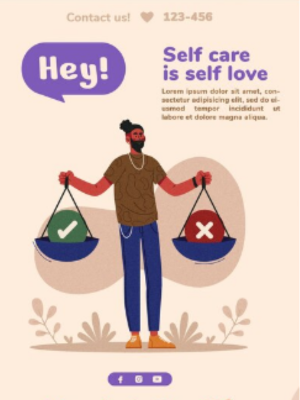 Contact us! 123-456
Hey!
Self care
is self love
Lorem ipsum dolor sit amet, con-
sectetur adipisicing elit, sed do ei-
usmod tempor incididunt ut
labore et dolore magna aliqua.